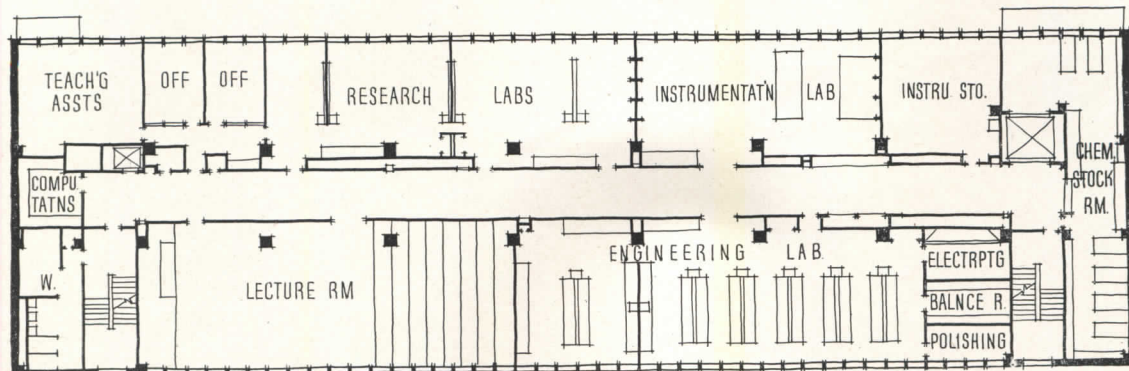 TEACH'G
ASSTS
OFF
OFF
RESEARCH
LABS
INSTRUMENTAT'N
LAB
INSTRU STO.
CHEM.
STOCK
RM.
COMPU.
TATNS
W.
LECTURE RM
ENGINEERING LAB.
ELECTRPTG
BALNCE R.
POLISHING